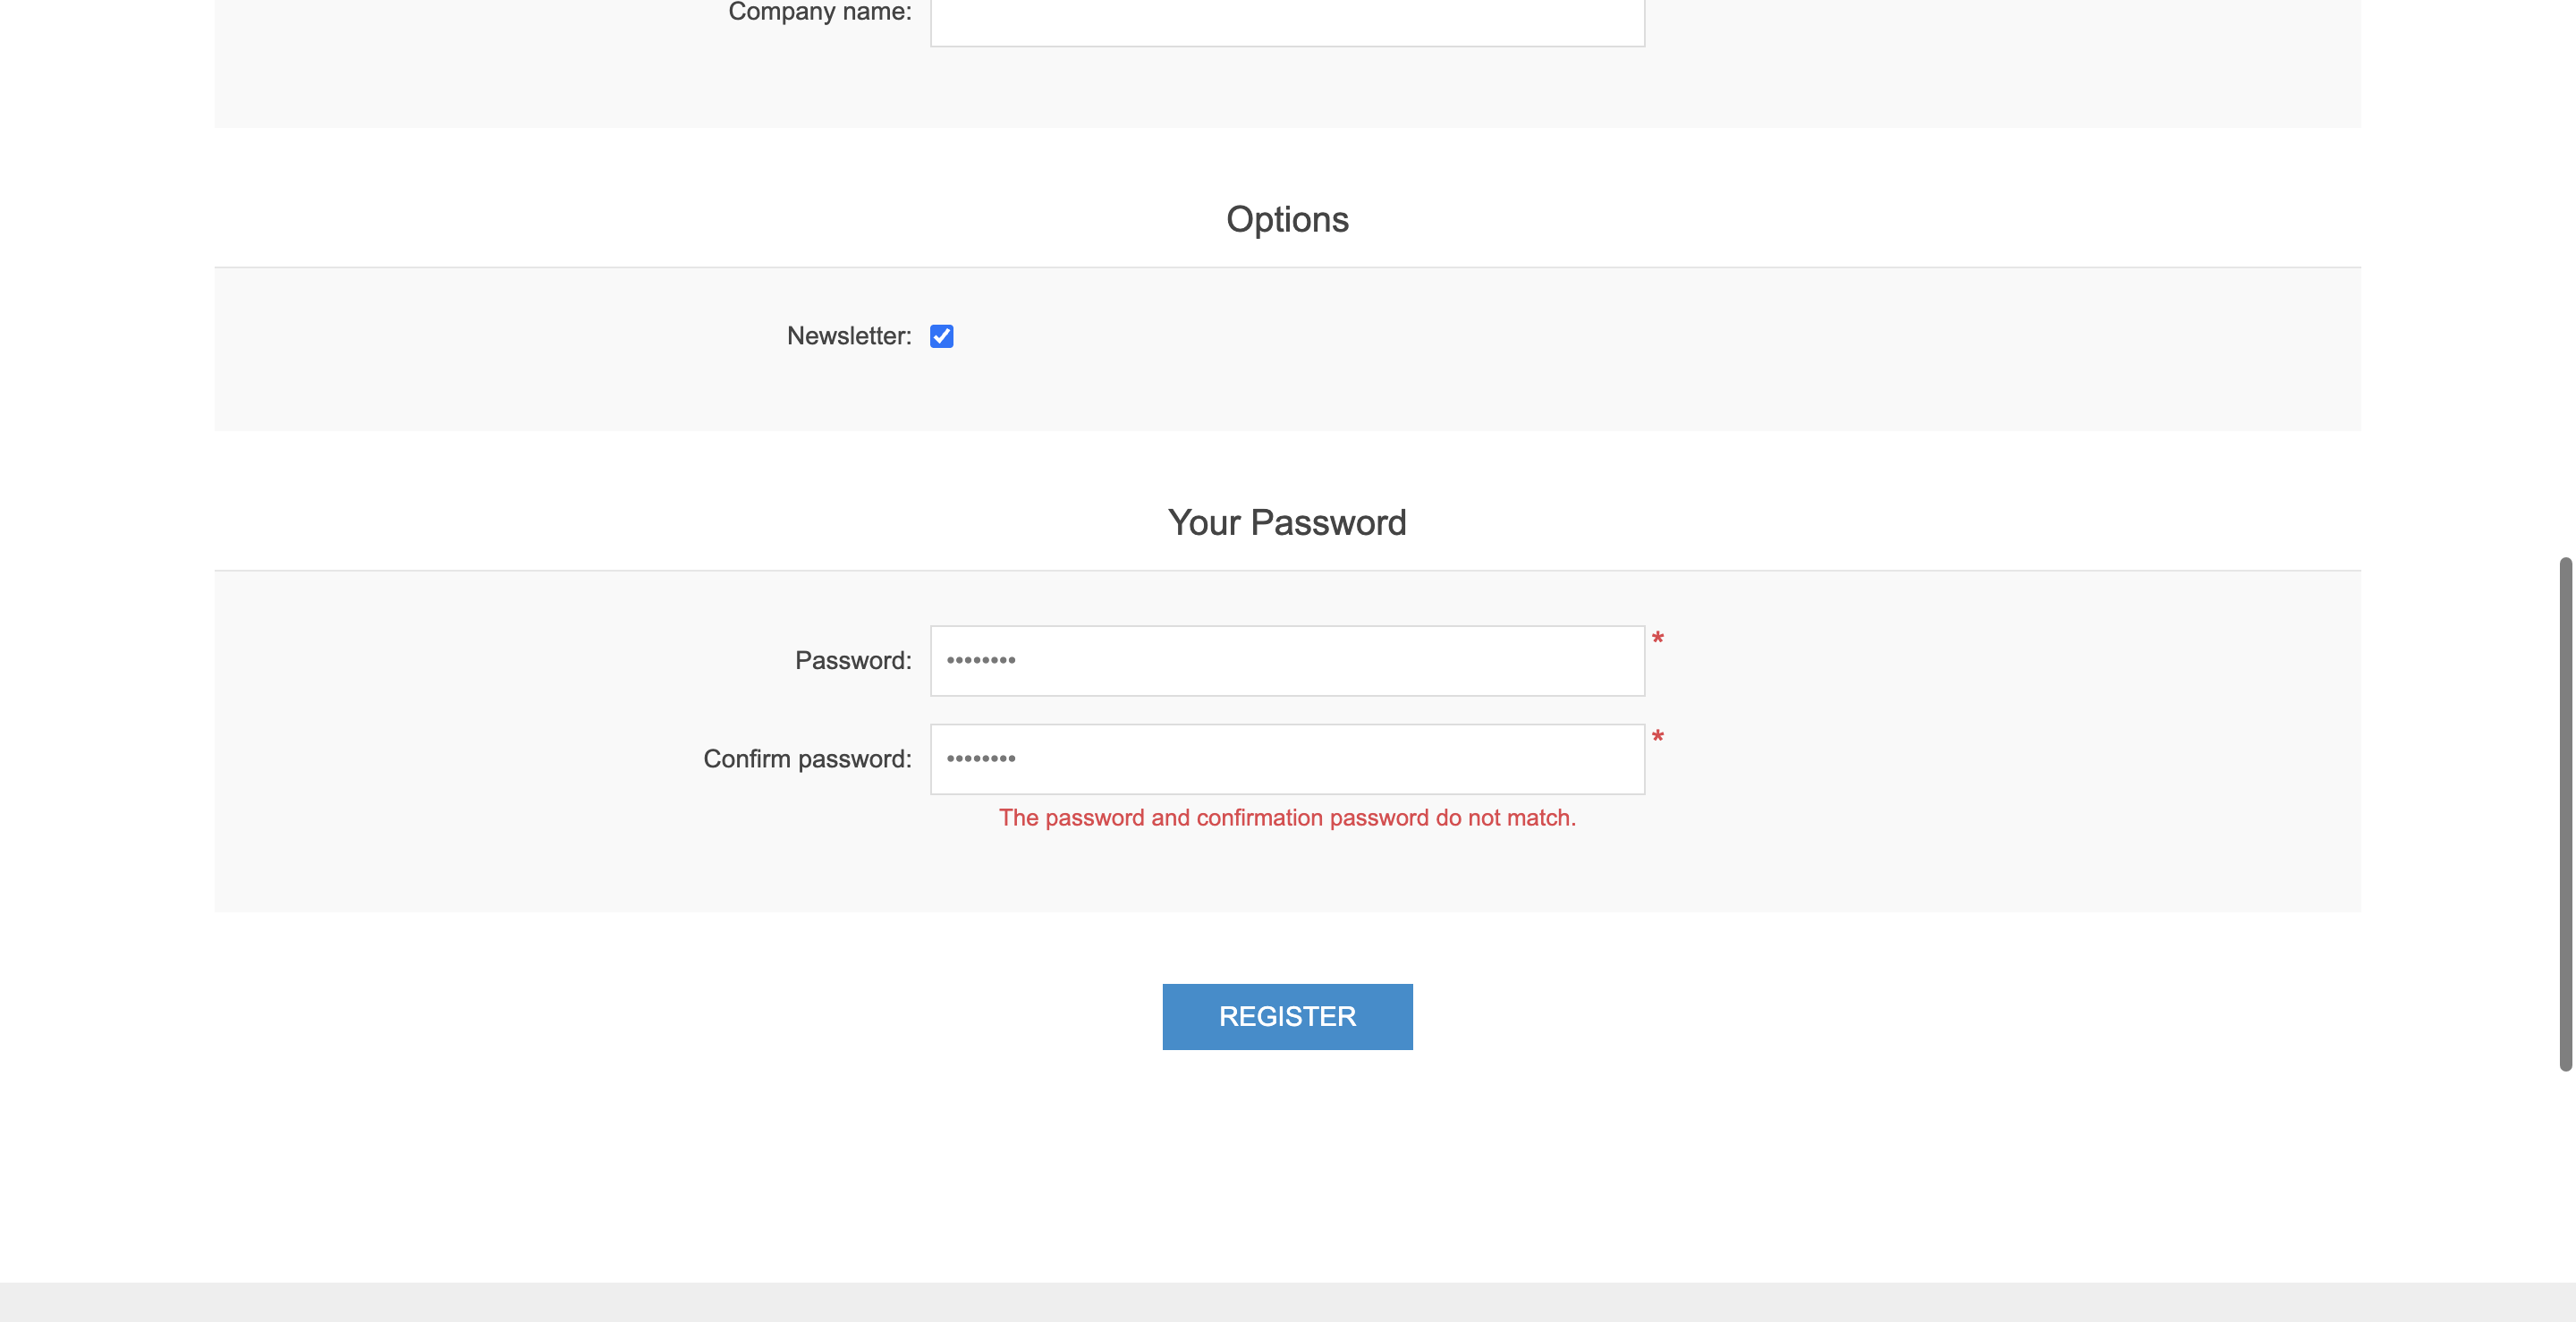 Company name:
Options
Newsletter:
Your Password
Password: •••••••• *
Confirm password: •••••••• *
The password and confirmation password do not match.
REGISTER